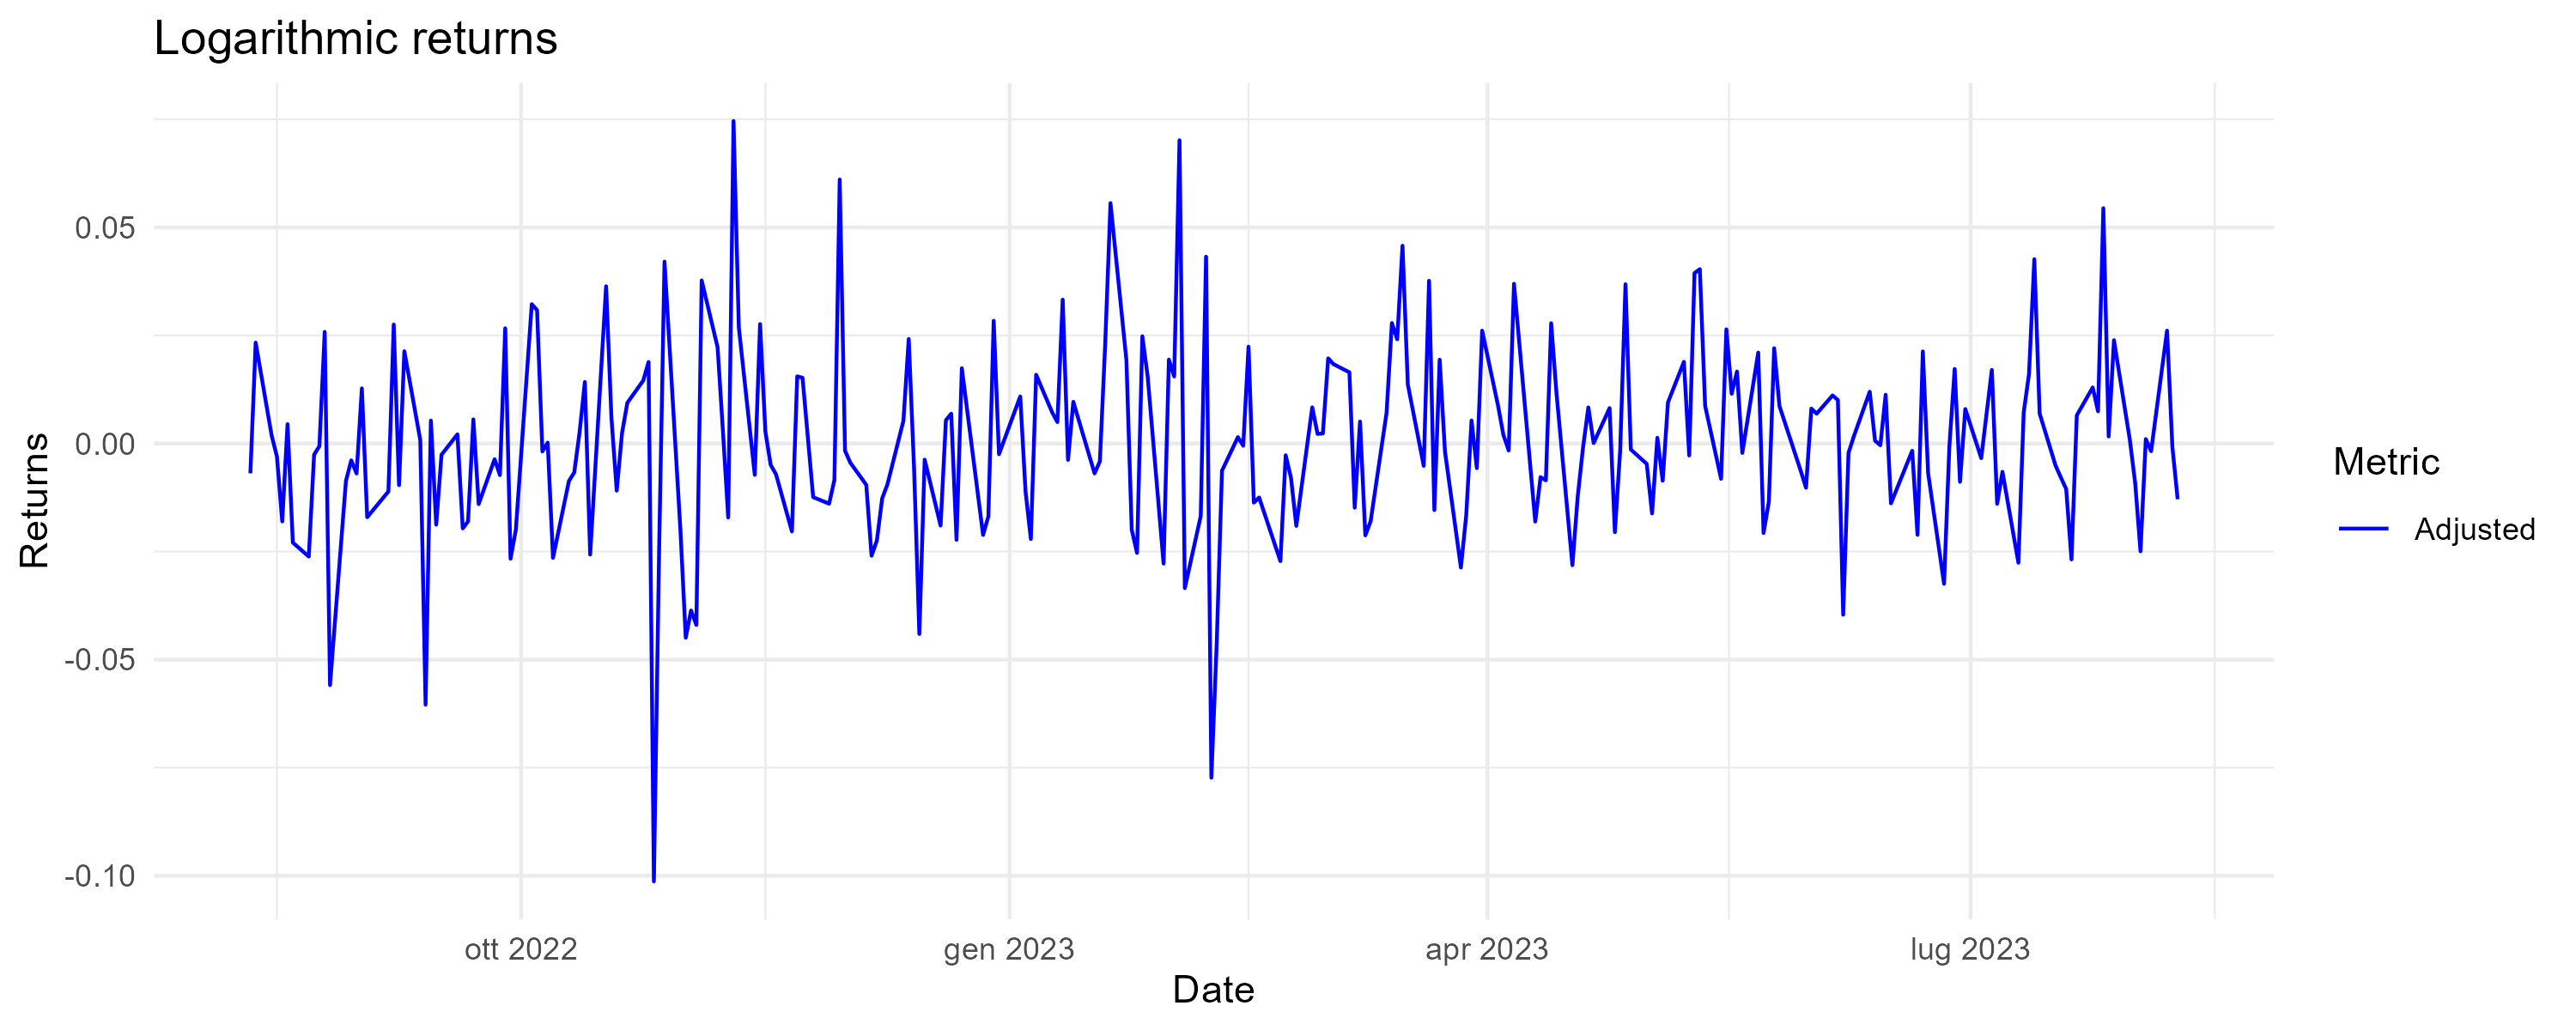 Logarithmic returns
Returns
0.05
0.00
-0.05
-0.10
ott 2022
gen 2023
apr 2023
lug 2023
Date
Metric
Adjusted